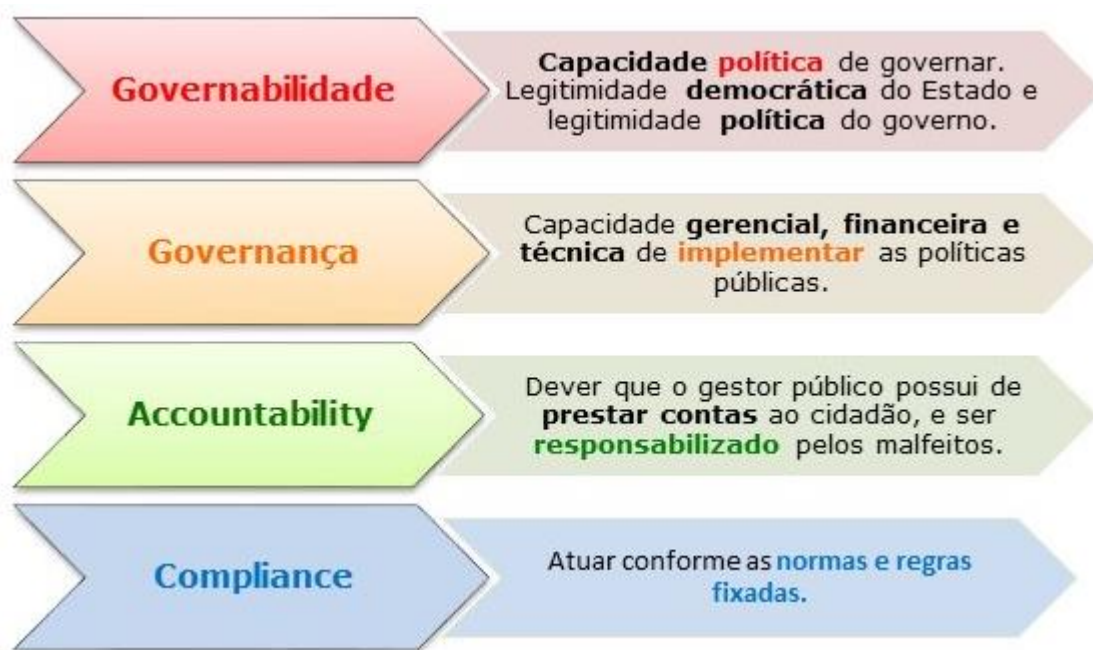 Governabilidade
Capacidade política de governar.
Legitimidade democrática do Estado e
legitimidade política do governo.
Governança
Capacidade gerencial, financeira e
técnica de implementar as políticas
públicas.
Accountability
Dever que o gestor público possui de
prestar contas ao cidadão, e ser
responsabilizado pelos malfeitos.
Compliance
Atuar conforme as normas e regras
fixadas.